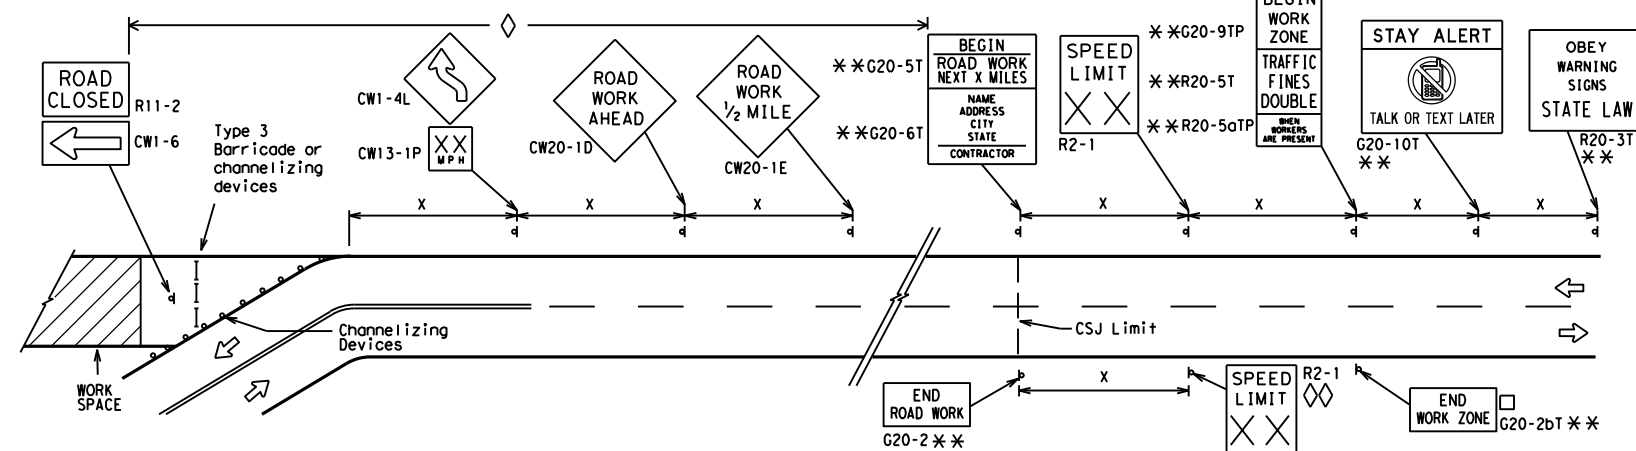 ROAD
CLOSED
R11-2
CW1-6
Type 3
Barricade or
channelizing
devices
CW1-4L
XX
MPH
CW13-1P
ROAD
WORK
AHEAD
CW20-1D
ROAD
WORK
1/2 MILE
CW20-1E
**G20-5T
BEGIN
ROAD WORK
NEXT X MILES
**G20-6T
NAME
ADDRESS
CITY
STATE
CONTRACTOR
SPEED
LIMIT
XX
R2-1
**G20-9TP
BEGIN
WORK
ZONE
**R20-5T
TRAFFIC
FINES
DOUBLE
**R20-5aTP
WHEN
WORKERS
ARE PRESENT
STAY ALERT
TALK OR TEXT LATER
G20-10T
**
OBEY
WARNING
SIGNS
STATE LAW
R20-3T
**
X
X
X
X
X
X
X
Channelizing
Devices
WORK
SPACE
CSJ Limit
END
ROAD WORK
G20-2**
X
SPEED
LIMIT
XX
R2-1
END
WORK ZONE
G20-2bT**